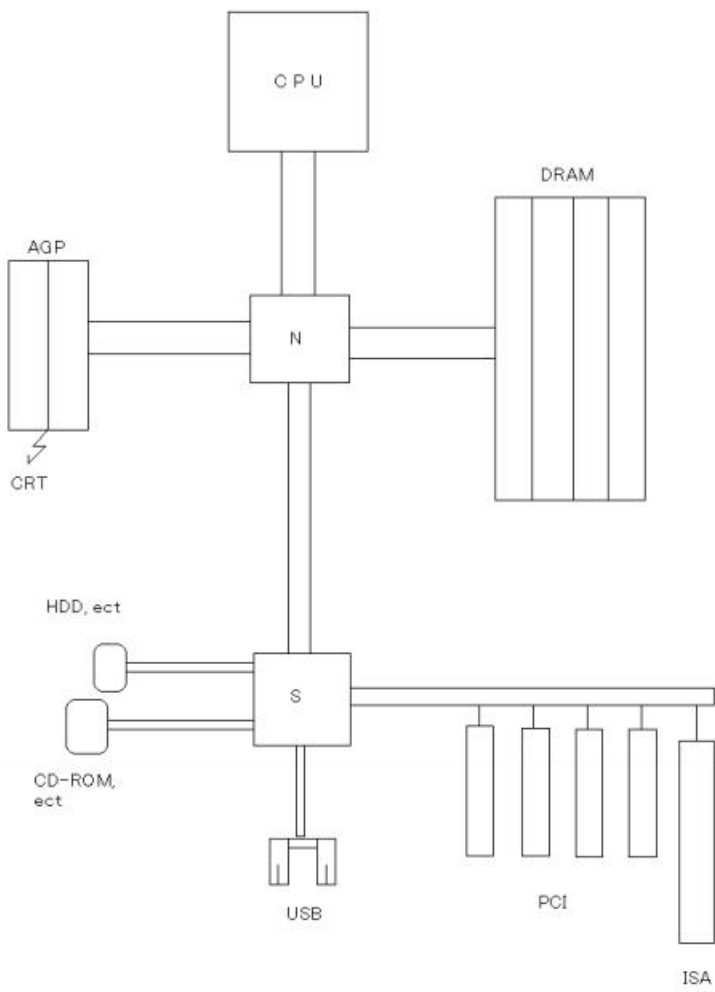 CPU
DRAM
AGP
N
CRT
HDD, ect
S
CD-ROM,
ect
USB
PCI
ISA